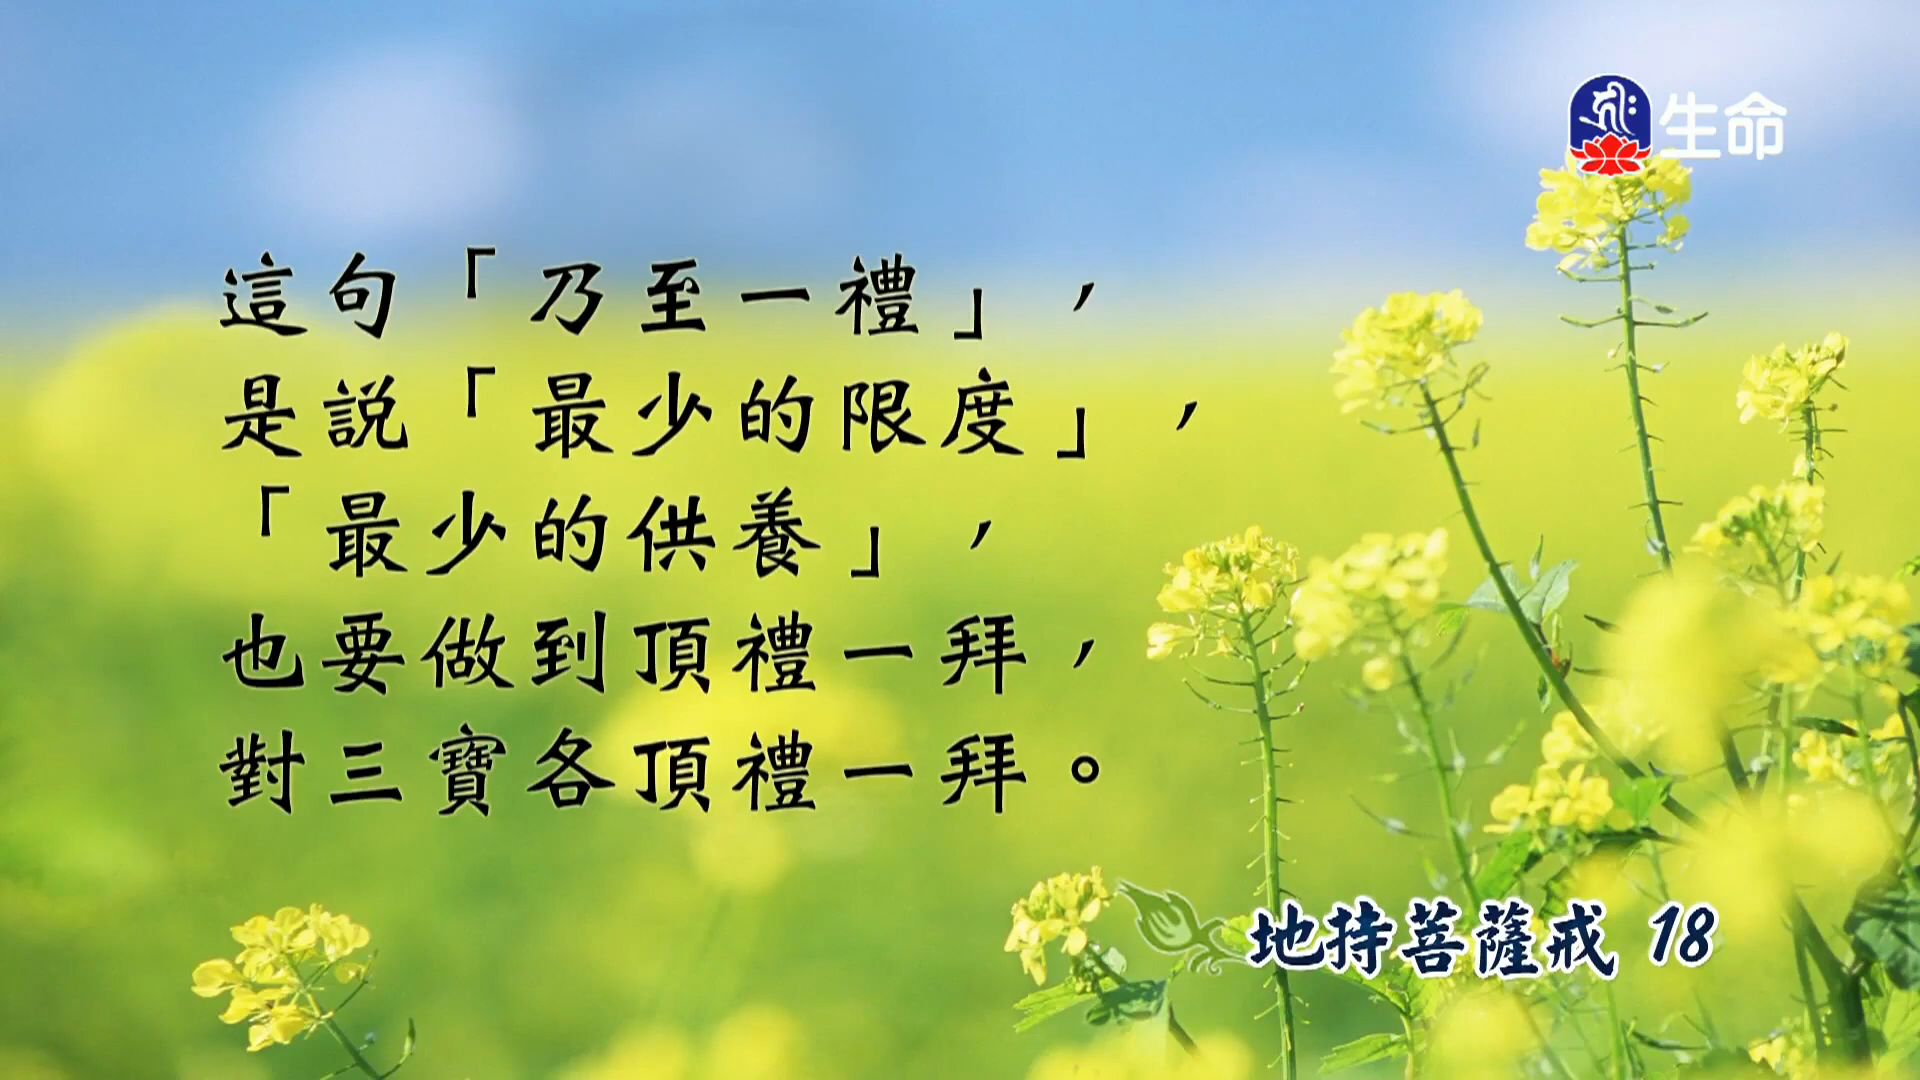 生命
這句「乃至一禮」，
是說「最少的限度」，
「最少的供養」，
也要做到頂禮一拜，
對三寶各頂禮一拜。
地持菩薩戒 18